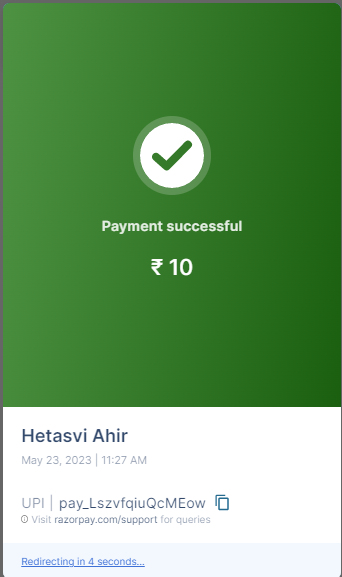 Payment successful
₹ 10
Hetasvi Ahir
May 23, 2023 | 11:27 AM
UPI | pay_LszvfqiuQcMEow
Visit razorpay.com/support for queries
Redirecting in 4 seconds...